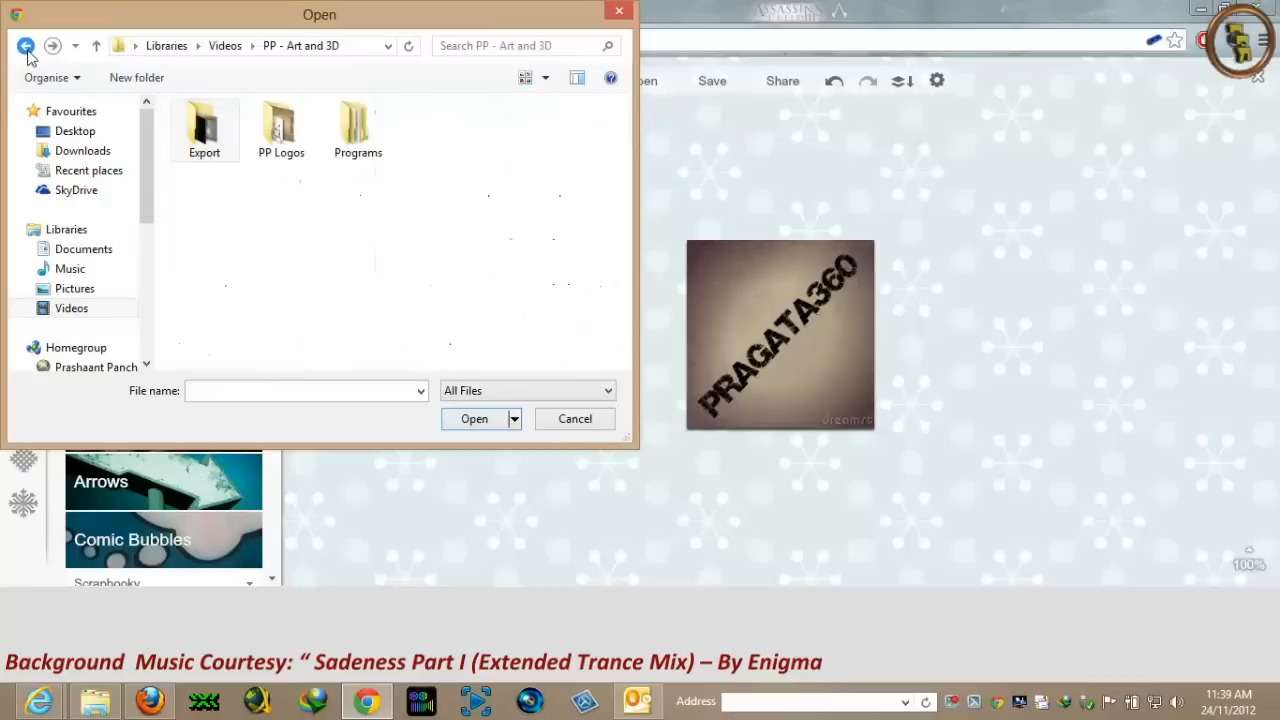 Open
Libraries Videos PP - Art and 3D
Search PP - Art and 3D
Organise
New folder
Save
Share
Favourites
Desktop
Downloads
Recent places
SkyDrive
Libraries
Documents
Music
Pictures
Videos
Homegroup
Prashaant Panch
Export
PP Logos
Programs
File name:
All Files
Open
Cancel
PRAGATA360
Arrows
Comic Bubbles
Scrapbooky
100%
Background Music Courtesy: “ Sadeness Part I (Extended Trance Mix) – By Enigma
Address
11:39 AM
24/11/2012